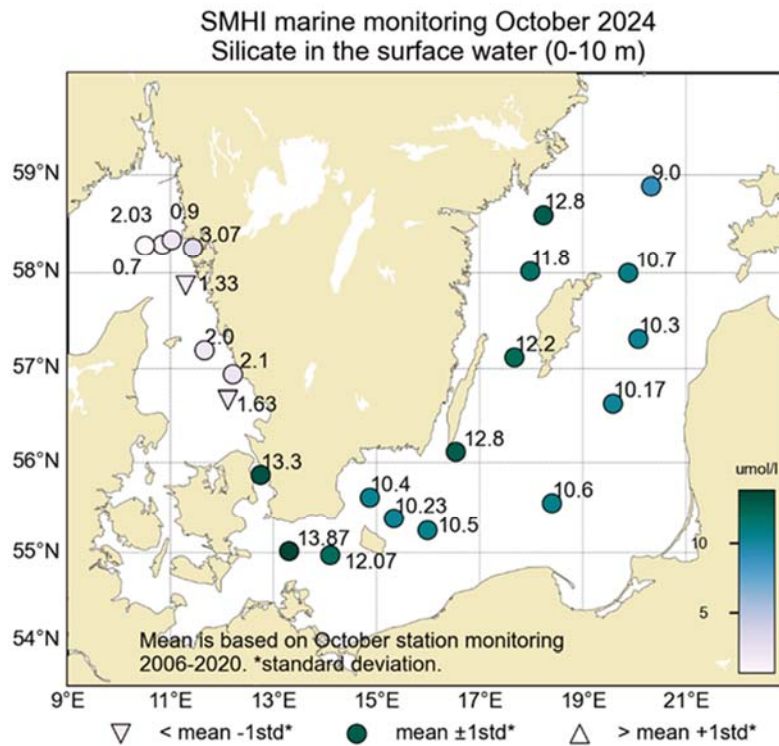 SMHI marine monitoring October 2024
Silicate in the surface water (0-10 m)
59°N
58°N
57°N
56°N
55°N
54°N
9.0
12.8
2.03
0.9
3.07
0.7
11.8
10.7
1.33
10.3
2.0
12.2
2.1
10.17
1.63
12.8
13.3
10.4
10.6
10.23
10.5
13.87
12.07
umol/l
10
5
Mean is based on October station monitoring
2006-2020. *standard deviation.
9°E 11°E 13°E 15°E 17°E 19°E 21°E
< mean -1std* mean ±1std* > mean +1std*